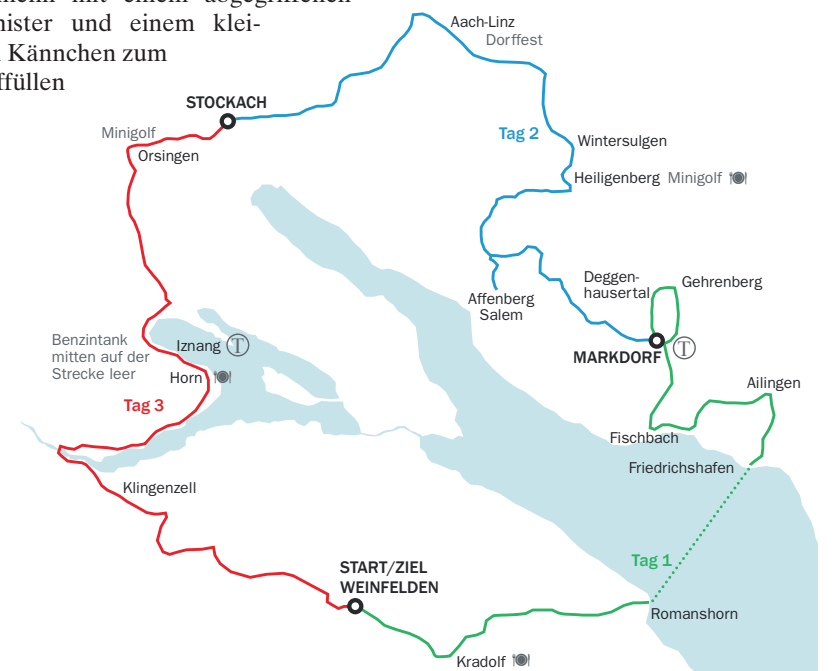 nister und einem klei-
Kännchen zum
ffüllen
Aach-Linz
Dorffest
STOCKACH
Minigolf
Orsingen
Tag 2
Wintersulgen
Heiligenberg Minigolf
Deggen-
hausertal
Gehrenberg
Affenberg
Salem
MARKDORF T
Benzintank
mitten auf der
Strecke leer
Iznang T
Horn
Tag 3
Ailingen
Fischbach
Friedrichshafen
Klingenzell
Tag 1
START/ZIEL
WEINFELDEN
Romanshorn
Kradolf